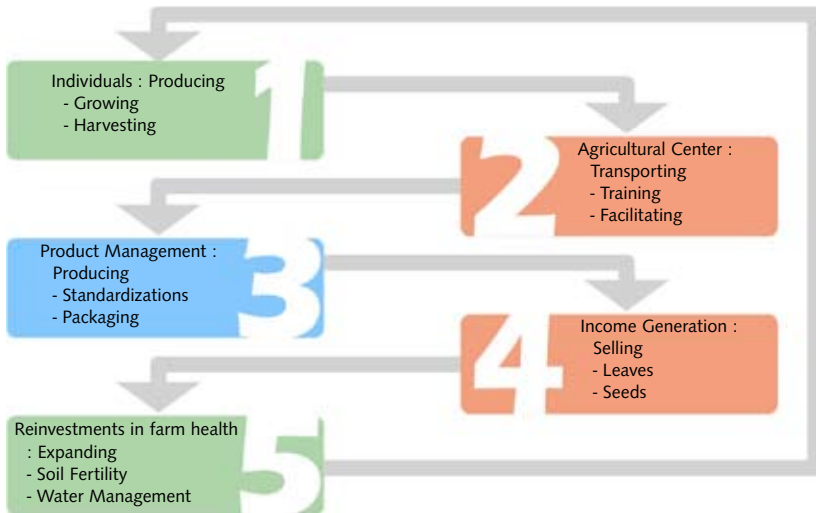 1
Individuals : Producing
- Growing
- Harvesting
2
Agricultural Center :
Transporting
- Training
- Facilitating
3
Product Management :
Producing
- Standardizations
- Packaging
4
Income Generation :
Selling
- Leaves
- Seeds
5
Reinvestments in farm health
: Expanding
- Soil Fertility
- Water Management